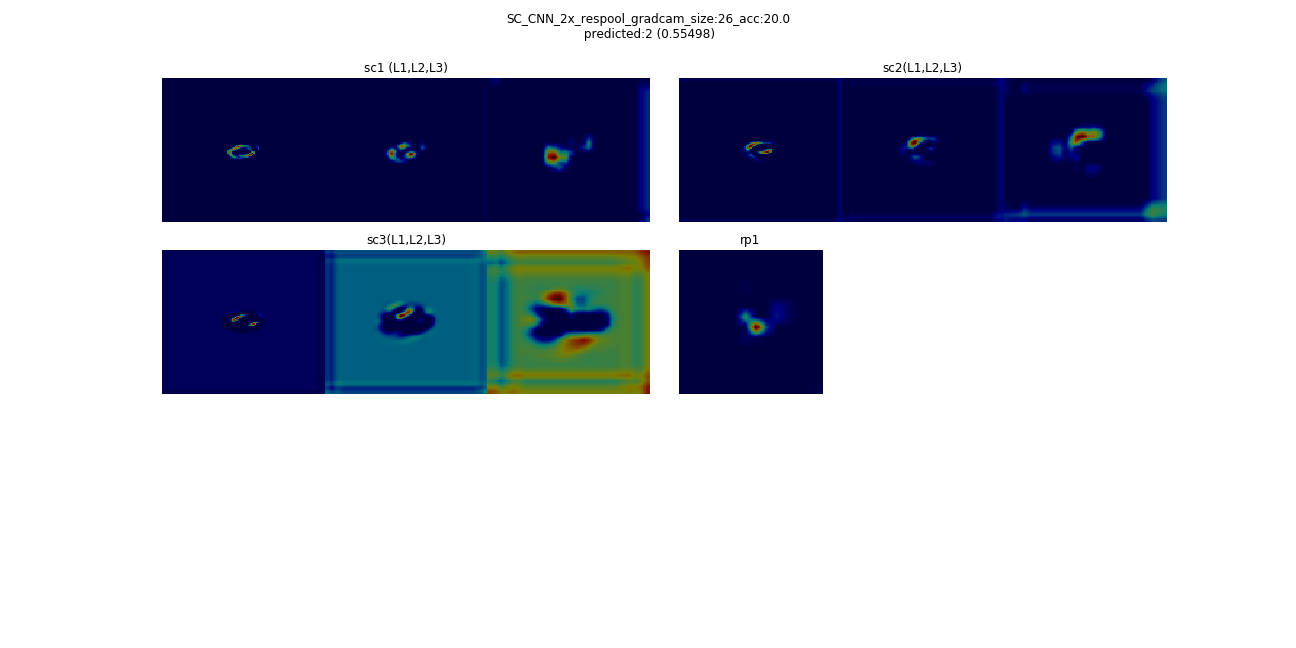 SC_CNN_2x_respool_gradcam_size:26_acc:20.0
predicted:2 (0.55498)
sc1 (L1,L2,L3)
sc2(L1,L2,L3)
sc3(L1,L2,L3)
rp1